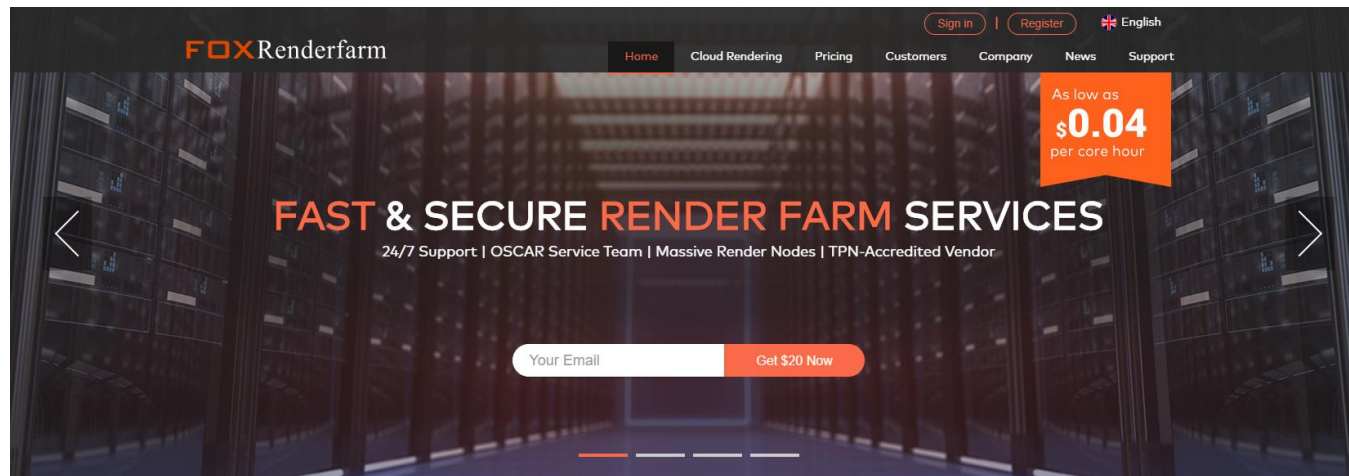 Sign in | Register English
FOXRenderfarm
Home Cloud Rendering Pricing Customers Company News Support
As low as
$0.04
per core hour
FAST & SECURE RENDER FARM SERVICES
24/7 Support | OSCAR Service Team | Massive Render Nodes | TPN-Accredited Vendor
Your Email Get $20 Now